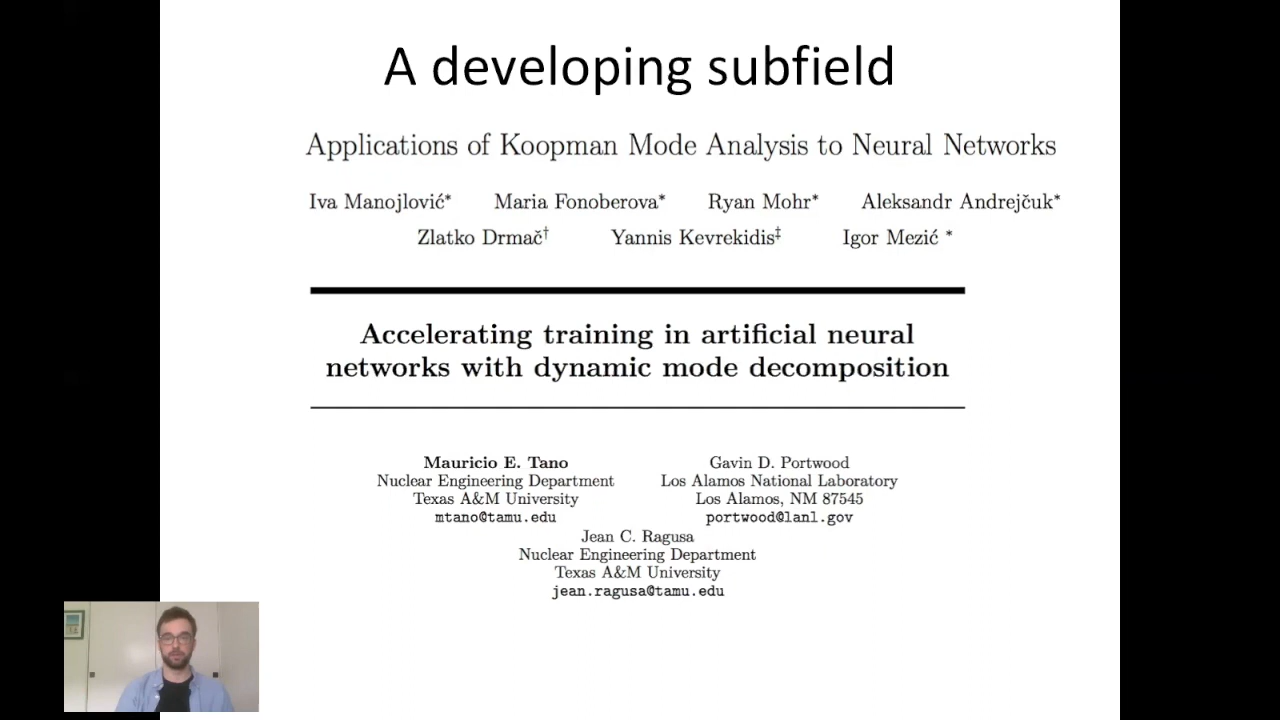 A developing subfield
Applications of Koopman Mode Analysis to Neural Networks
Iva Manojlović* Maria Fonoberova* Ryan Mohr* Aleksandr Andrejčuk*
Zlatko Drmač† Yannis Kevrekidis‡ Igor Mezić *
Accelerating training in artificial neural
networks with dynamic mode decomposition
Mauricio E. Tano
Nuclear Engineering Department
Texas A&M University
mtano@tamu.edu
Gavin D. Portwood
Los Alamos National Laboratory
Los Alamos, NM 87545
portwood@lanl.gov
Jean C. Ragusa
Nuclear Engineering Department
Texas A&M University
jean.ragusa@tamu.edu